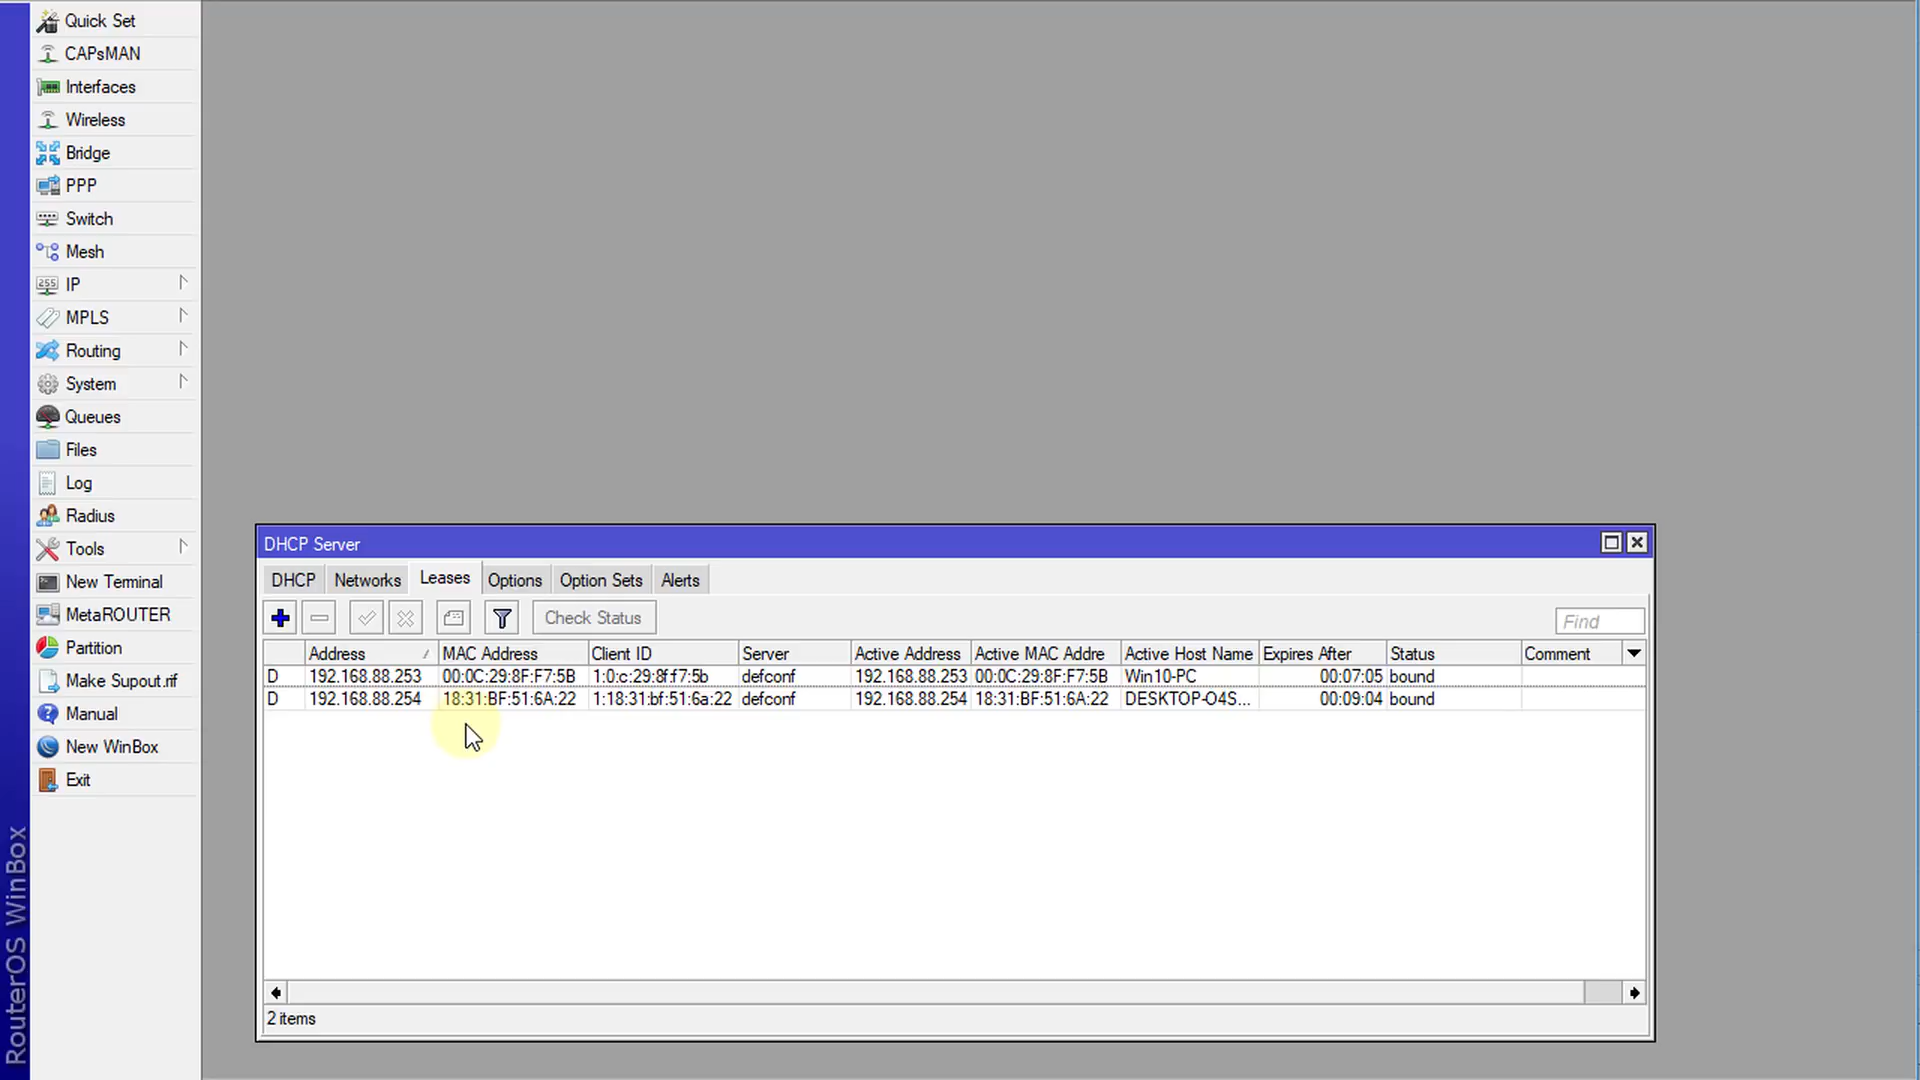 Quick Set
CAPsMAN
Interfaces
Wireless
Bridge
PPP
Switch
Mesh
255 IP
MPLS
Routing
System
Queues
Files
Log
Radius
Tools
New Terminal
MetaROUTER
Partition
Make Supout.rif
Manual
New WinBox
Exit
RouterOS WinBox
DHCP Server
DHCP Networks Leases Options Option Sets Alerts
Check Status Find
Address MAC Address Client ID Server Active Address Active MAC Addre Active Host Name Expires After Status Comment
D 192.168.88.253 00:0C:29:8F:F7:5B 1:0:c:29:8f:f7:5b defconf 192.168.88.253 00:0C:29:8F:F7:5B Win10-PC 00:07:05 bound
D 192.168.88.254 18:31:BF:51:6A:22 1:18:31:bf:51:6a:22 defconf 192.168.88.254 18:31:BF:51:6A:22 DESKTOP-O4S... 00:09:04 bound
2 items